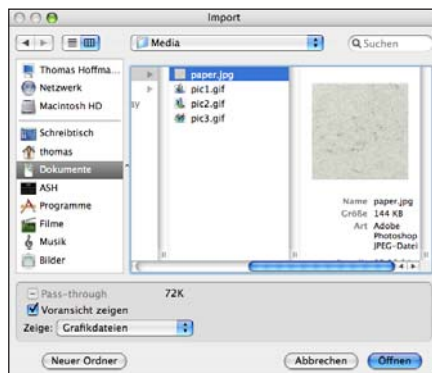 Import
Media
Suchen
Thomas Hoffma...
Netzwerk
Macintosh HD
Schreibtisch
thomas
Dokumente
ASH
Programme
Filme
Musik
Bilder
paper.jpg
pic1.gif
pic2.gif
pic3.gif
Name paper.jpg
Größe 144 KB
Art Adobe
Photoshop
JPEG-Datei
Pass-through 72K
Voransicht zeigen
Zeige: Grafikdateien
Neuer Ordner
Abbrechen
Öffnen